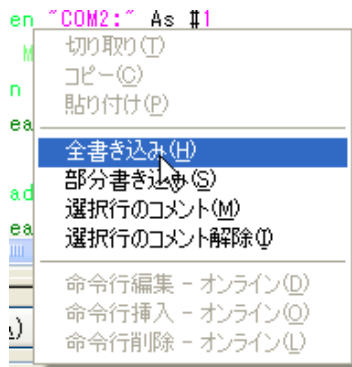 en "COM2:" As #1
切り取り(T)
コピー(C)
貼り付け(P)
全書き込み(H)
部分書き込み(S)
選択行のコメント(M)
選択行のコメント解除(I)
命令行編集 - オンライン(D)
命令行挿入 - オンライン(O)
命令行削除 - オンライン(L)